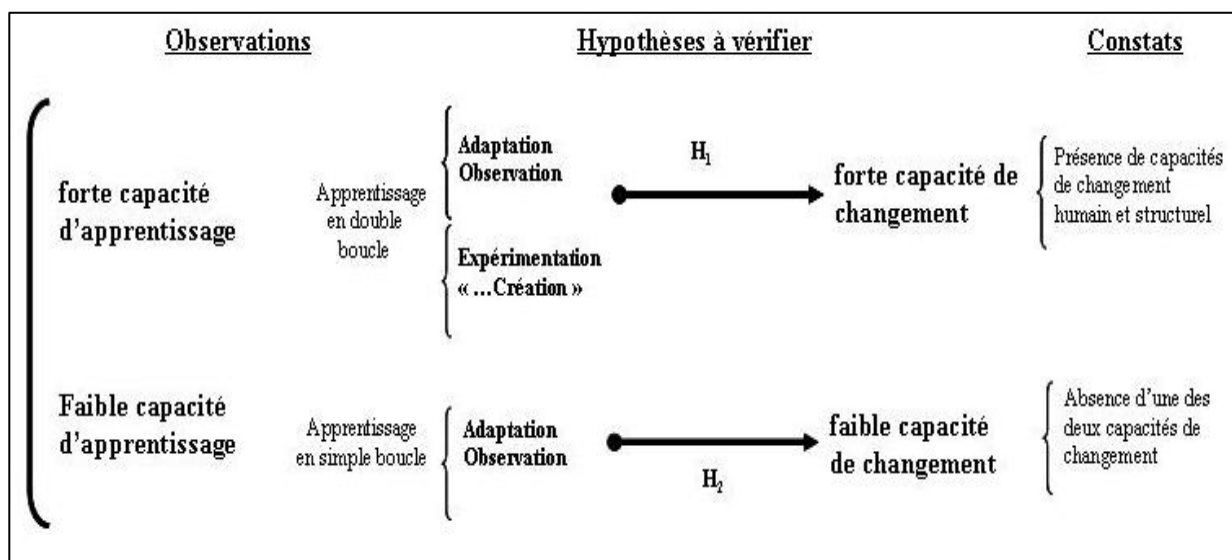 Observations
Hypothèses à vérifier
Constats
forte capacité
d'apprentissage
Apprentissage
en double
boucle
Adaptation
Observation
Expérimentation
« ...Création »
H1
forte capacité de
changement
Présence de capacités
de changement
humain et structurel
Faible capacité
d'apprentissage
Apprentissage
en simple boucle
Adaptation
Observation
H2
faible capacité
de changement
Absence d'une des
deux capacités de
changement